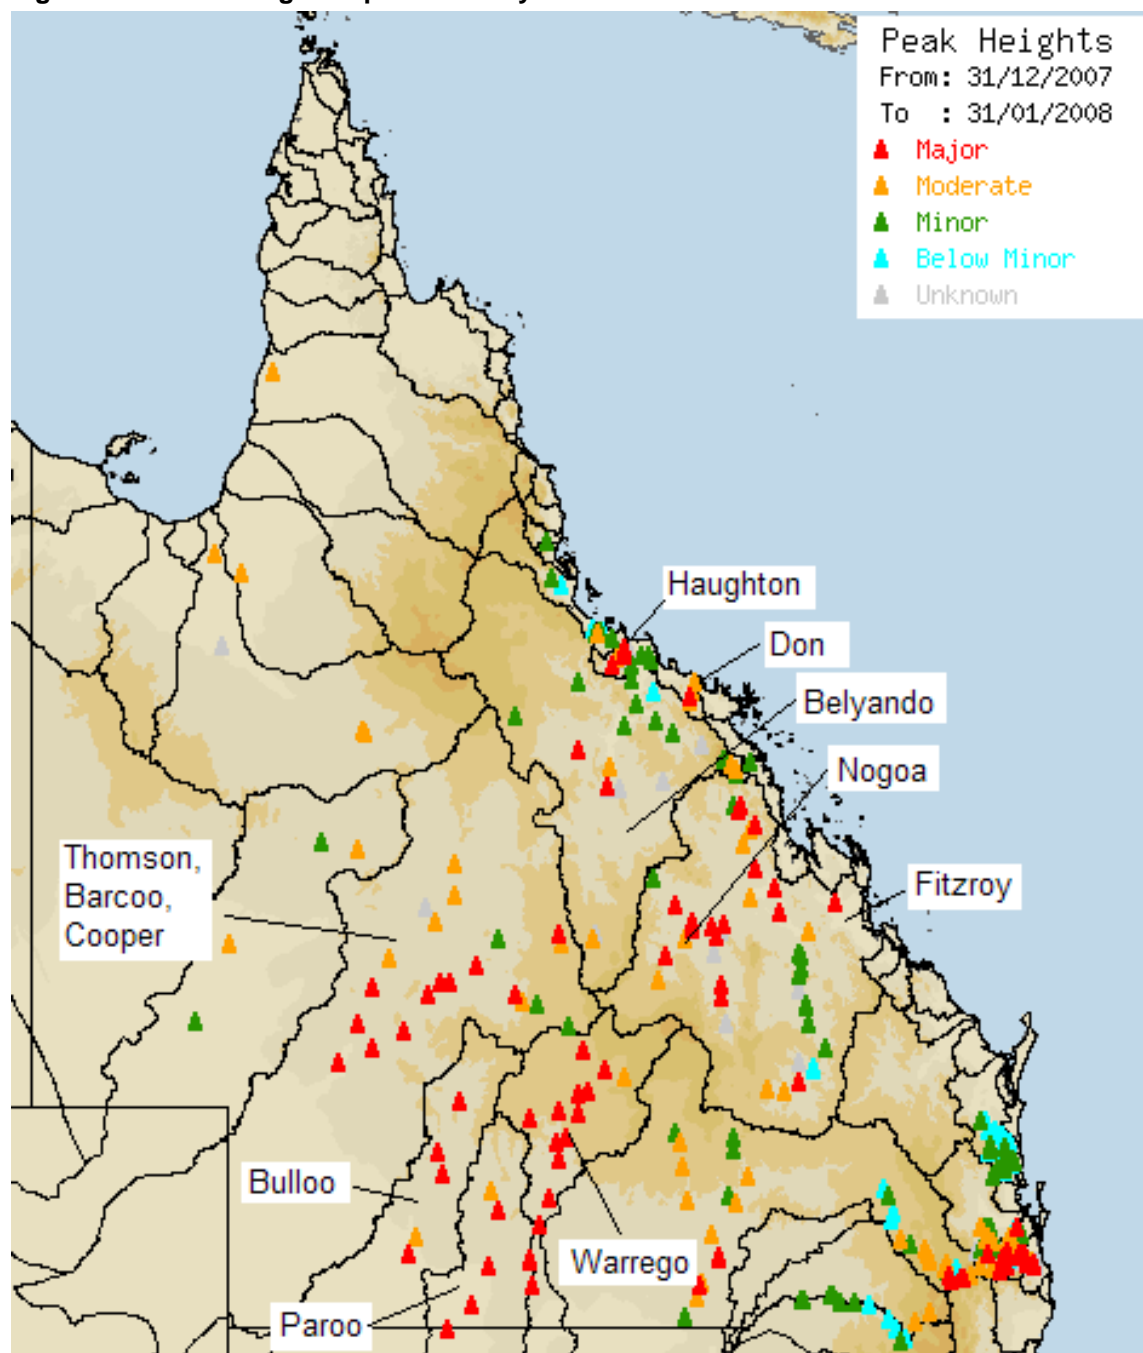 Peak Heights
From: 31/12/2007
To : 31/01/2008
Major
Moderate
Minor
Below Minor
Unknown
Haughton
Don
Belyando
Nogoa
Thomson,
Barcoo,
Cooper
Fitzroy
Bulloo
Warrego
Paroo